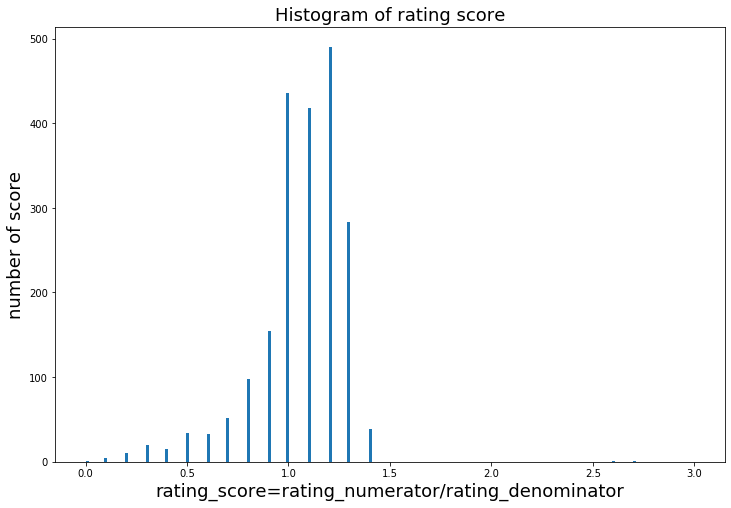 Histogram of rating score
number of score
500
400
300
200
100
0
0.0 0.5 1.0 1.5 2.0 2.5 3.0
rating_score=rating_numerator/rating_denominator